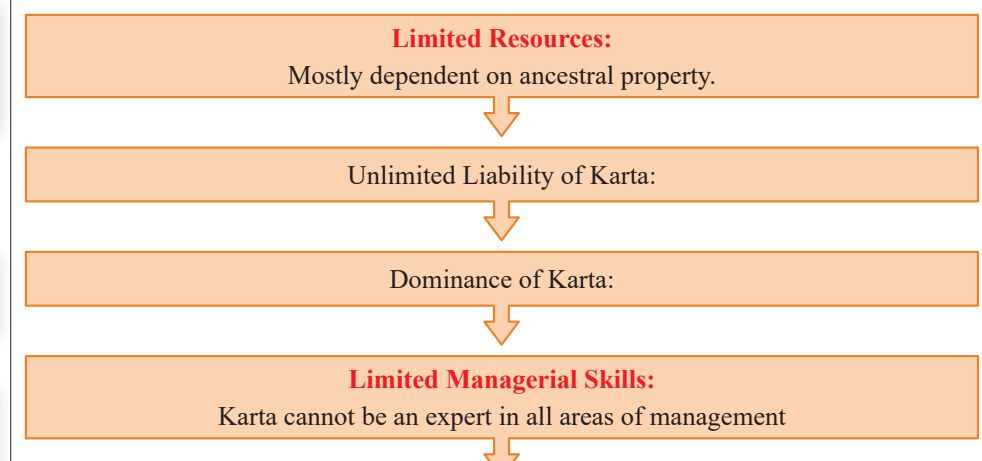 Limited Resources:
Mostly dependent on ancestral property.
Unlimited Liability of Karta:
Dominance of Karta:
Limited Managerial Skills:
Karta cannot be an expert in all areas of management